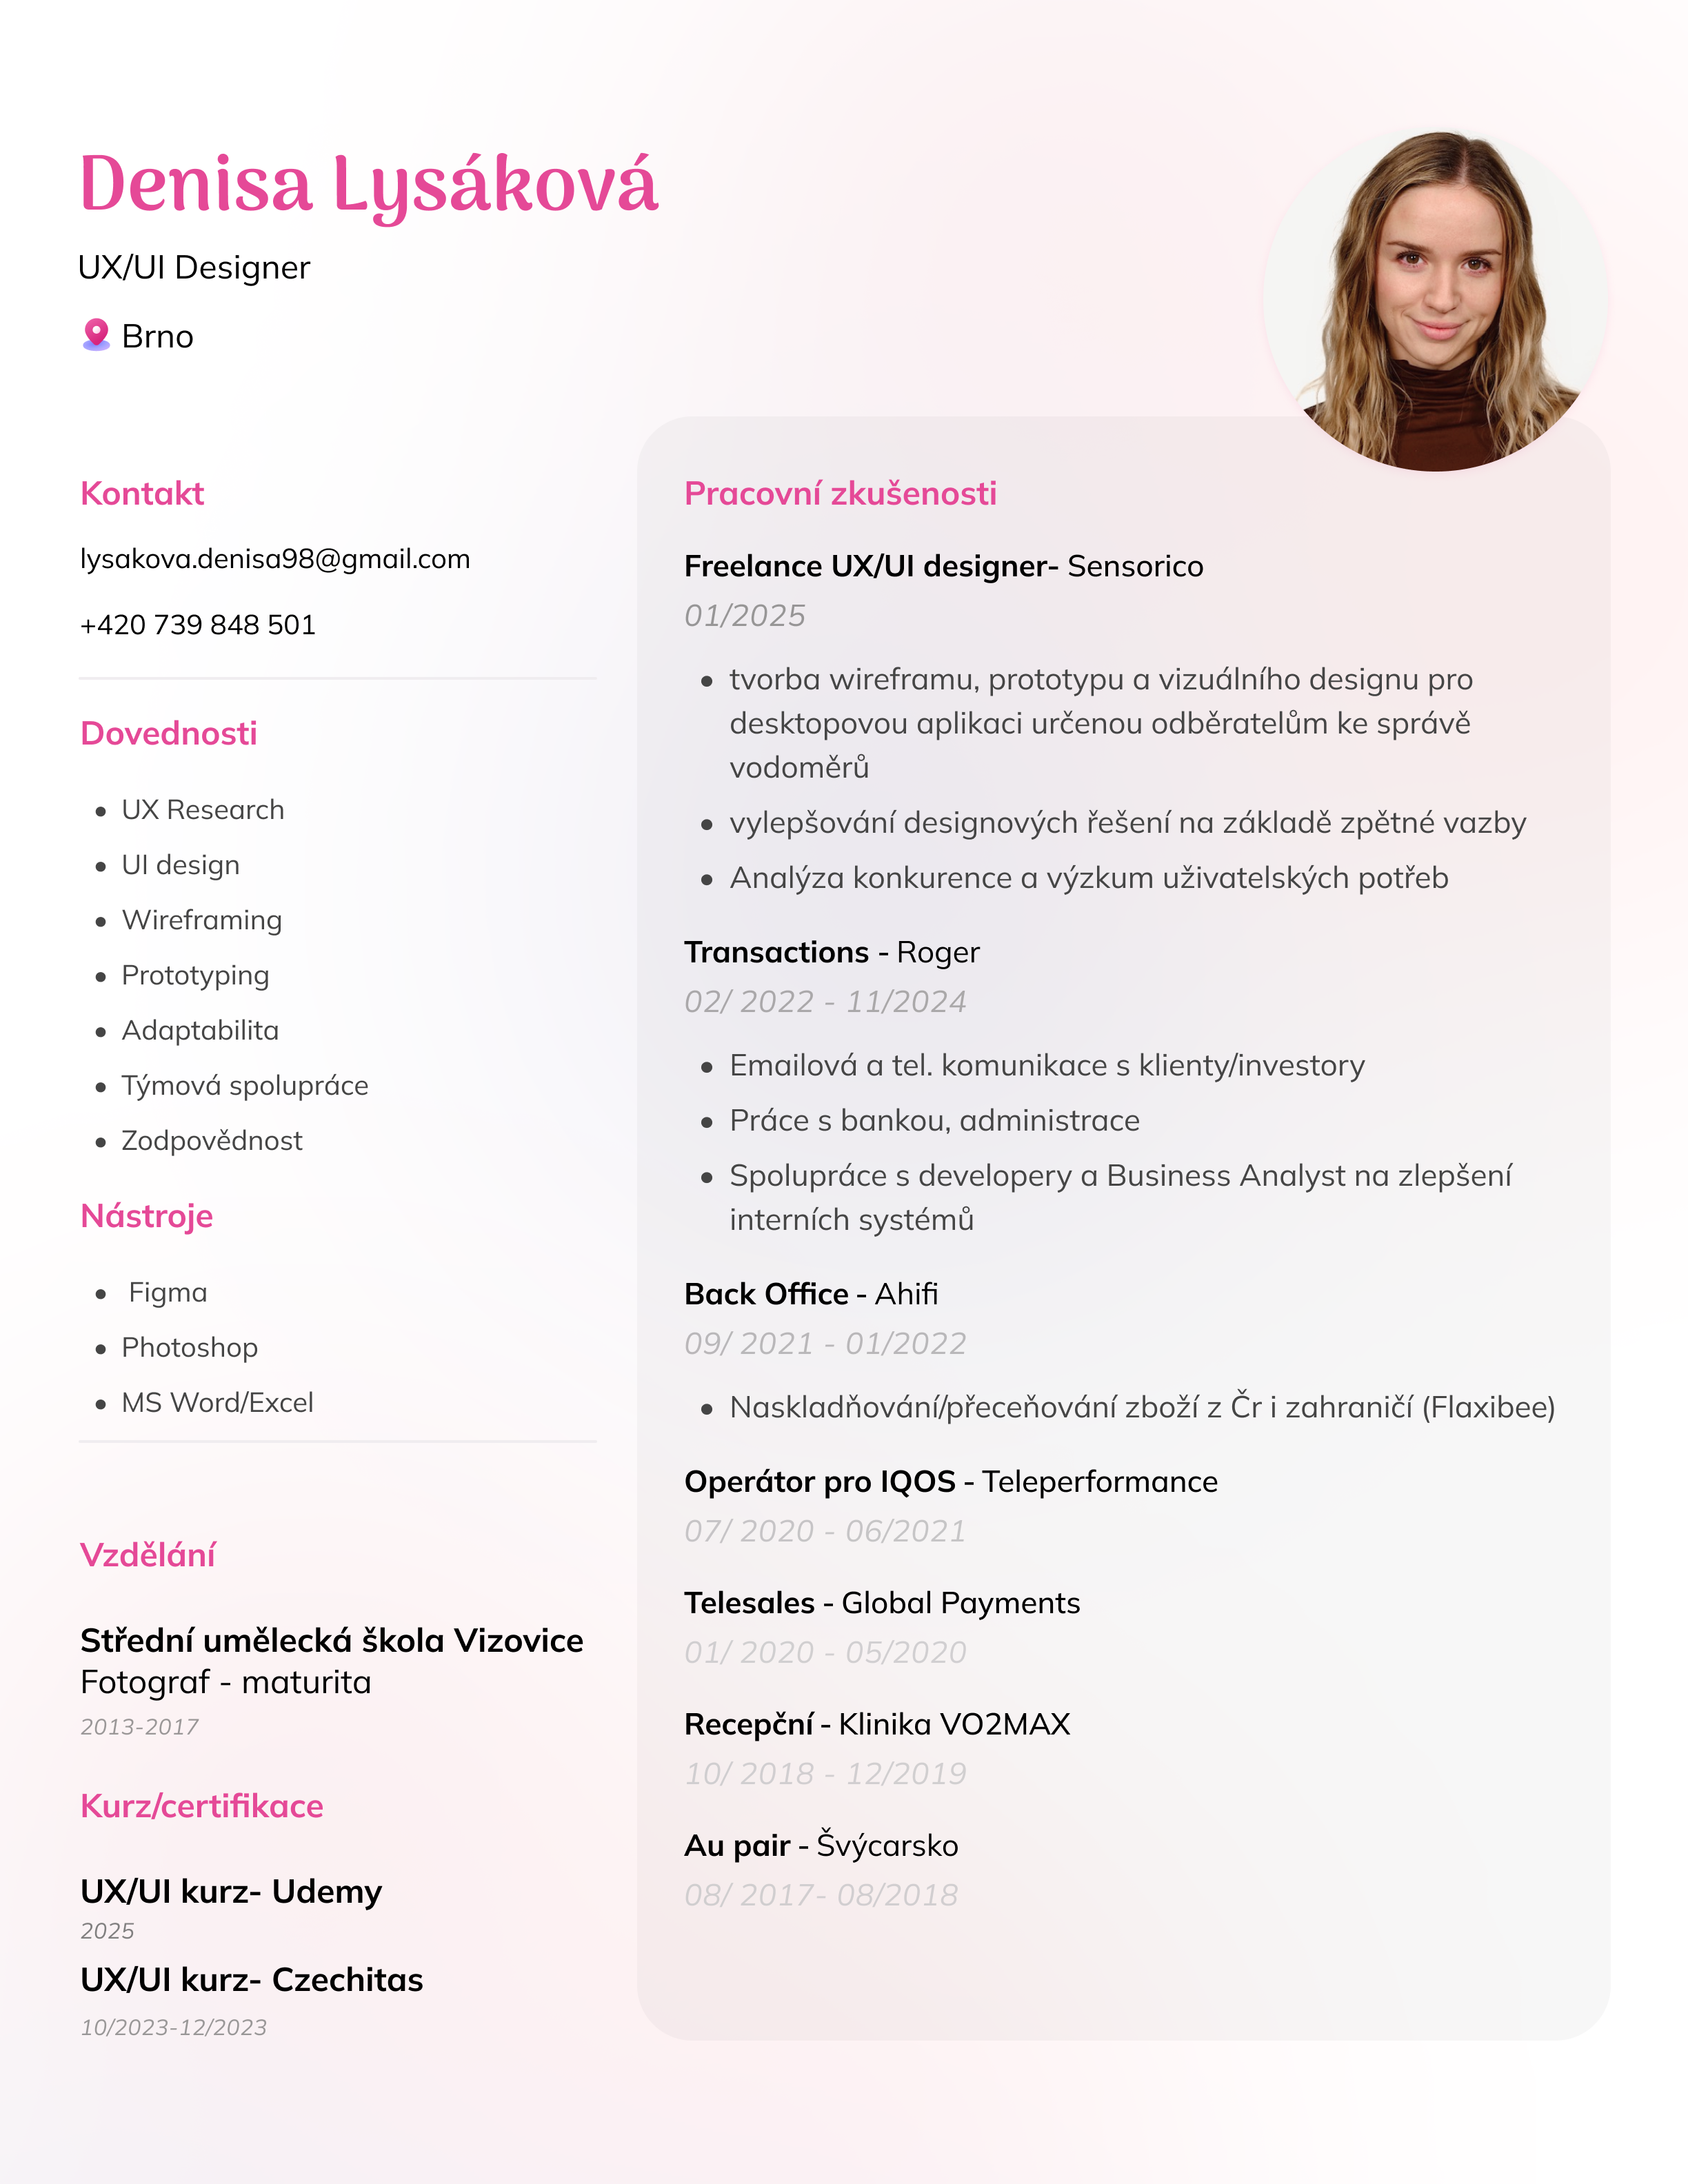 Denisa Lysáková
UX/UI Designer
Brno
Kontakt
lysakova.denisa98@gmail.com
+420 739 848 501
Dovednosti
• UX Research
• UI design
• Wireframing
• Prototyping
• Adaptabilita
• Týmová spolupráce
• Zodpovědnost
Nástroje
• Figma
• Photoshop
• MS Word/Excel
Vzdělání
Střední umělecká škola Vizovice
Fotograf - maturita
2013-2017
Kurz/certifikace
UX/UI kurz- Udemy
2025
UX/UI kurz- Czechitas
10/2023-12/2023
Pracovní zkušenosti
Freelance UX/UI designer- Sensorico
01/2025
• tvorba wireframu, prototypu a vizuálního designu pro
desktopovou aplikaci určenou odběratelům ke správě
vodoměrů
• vylepšování designových řešení na základě zpětné vazby
• Analýza konkurence a výzkum uživatelských potřeb
Transactions - Roger
02/ 2022 - 11/2024
• Emailová a tel. komunikace s klienty/investory
• Práce s bankou, administrace
• Spolupráce s developery a Business Analyst na zlepšení
interních systémů
Back Office - Ahifi
09/ 2021 - 01/2022
• Naskladňování/přeceňování zboží z Čr i zahraničí (Flaxibee)
Operátor pro IQOS - Teleperformance
07/ 2020 - 06/2021
Telesales - Global Payments
01/ 2020 - 05/2020
Recepční - Klinika VO2MAX
10/ 2018 - 12/2019
Au pair - Švýcarsko
08/ 2017- 08/2018